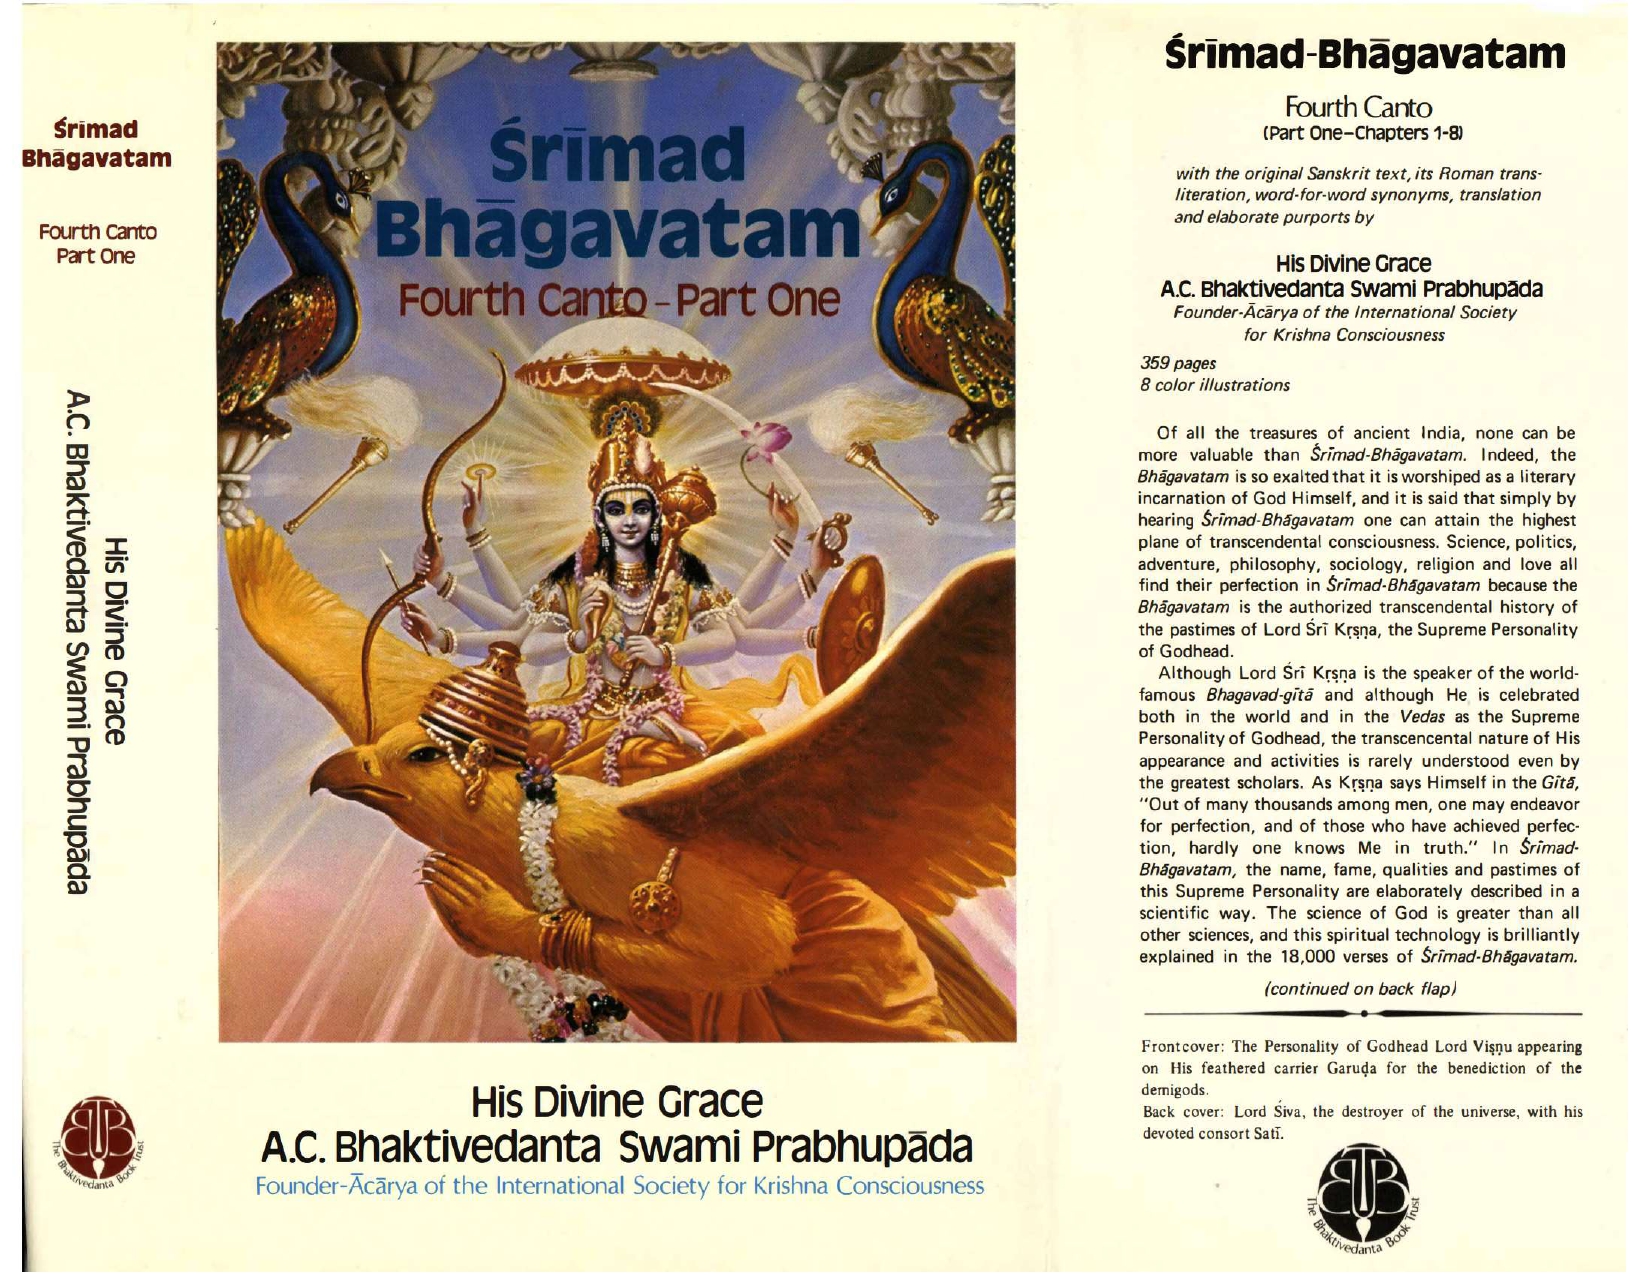 Śrīmad
Bhāgavatam
Fourth Canto
Part One
His Divine Grace
A.C. Bhaktivedanta Swami Prabhupāda
The Bhaktivedanta Book Trust
Śrīmad
Bhāgavatam
Fourth Canto – Part One
His Divine Grace
A.C. Bhaktivedanta Swami Prabhupāda
Founder-Ācārya of the International Society for Krishna Consciousness
Śrīmad-Bhāgavatam
Fourth Canto
(Part One–Chapters 1-8)
with the original Sanskrit text, its Roman trans-
literation, word-for-word synonyms, translation
and elaborate purports by
His Divine Grace
A.C. Bhaktivedanta Swami Prabhupāda
Founder-Ācārya of the International Society
for Krishna Consciousness
359 pages
8 color illustrations
Of all the treasures of ancient India, none can be
more valuable than Śrīmad-Bhāgavatam. Indeed, the
Bhāgavatam is so exalted that it is worshiped as a literary
incarnation of God Himself, and it is said that simply by
hearing Śrīmad-Bhāgavatam one can attain the highest
plane of transcendental consciousness. Science, politics,
adventure, philosophy, sociology, religion and love all
find their perfection in Śrīmad-Bhāgavatam because the
Bhāgavatam is the authorized transcendental history of
the pastimes of Lord Śrī Kṛṣṇa, the Supreme Personality
of Godhead.
Although Lord Śrī Kṛṣṇa is the speaker of the world-
famous Bhagavad-gītā and although He is celebrated
both in the world and in the Vedas as the Supreme
Personality of Godhead, the transcencental nature of His
appearance and activities is rarely understood even by
the greatest scholars. As Kṛṣṇa says Himself in the Gītā,
"Out of many thousands among men, one may endeavor
for perfection, and of those who have achieved perfec-
tion, hardly one knows Me in truth." In Śrīmad-
Bhāgavatam, the name, fame, qualities and pastimes of
this Supreme Personality are elaborately described in a
scientific way. The science of God is greater than all
other sciences, and this spiritual technology is brilliantly
explained in the 18,000 verses of Śrīmad-Bhāgavatam.
(continued on back flap)
Front cover: The Personality of Godhead Lord Viṣṇu appearing
on His feathered carrier Garuḍa for the benediction of the
demigods.
Back cover: Lord Śiva, the destroyer of the universe, with his
devoted consort Satī.
The Bhaktivedanta Book Trust